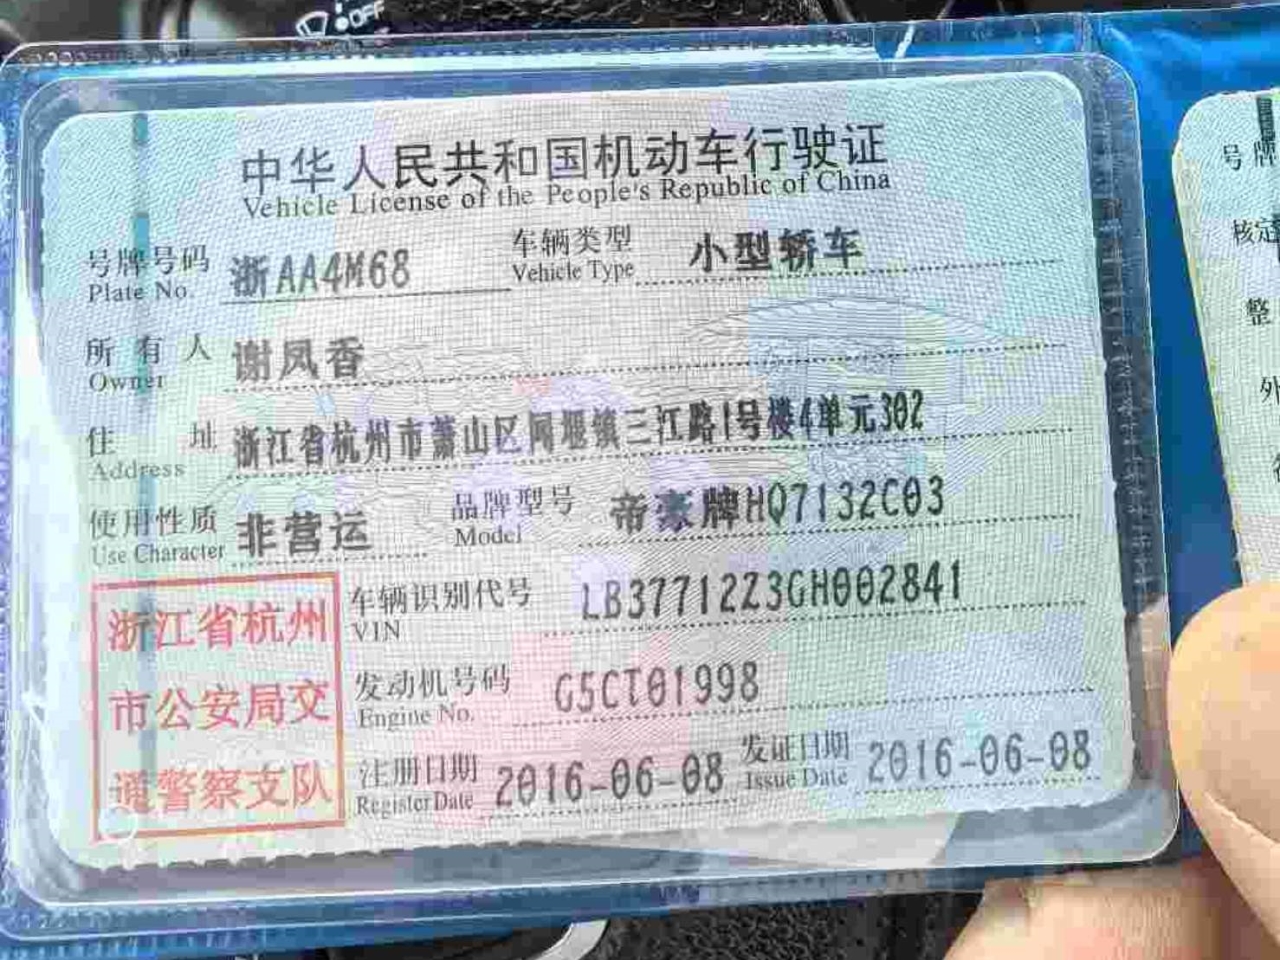 OFF
中华人民共和国机动车行驶证
Vehicle License of the People's Republic of China
号牌号码 浙AA4M68 车辆类型 小型轿车
Plate No. Vehicle Type
所有人 谢凤香
Owner
住址 浙江省杭州市萧山区闻堰镇三江路1号楼4单元302
Address
使用性质 非营运 品牌型号 帝豪牌HQ7132C03
Use Character Model
车辆识别代号 LB37712Z3GH002841
VIN
发动机号码 G5CT01998
Engine No.
注册日期 2016-06-08 发证日期 2016-06-08
Register Date Issue Date
浙江省杭州
市公安局交
通警察支队
号牌
核定
整
外